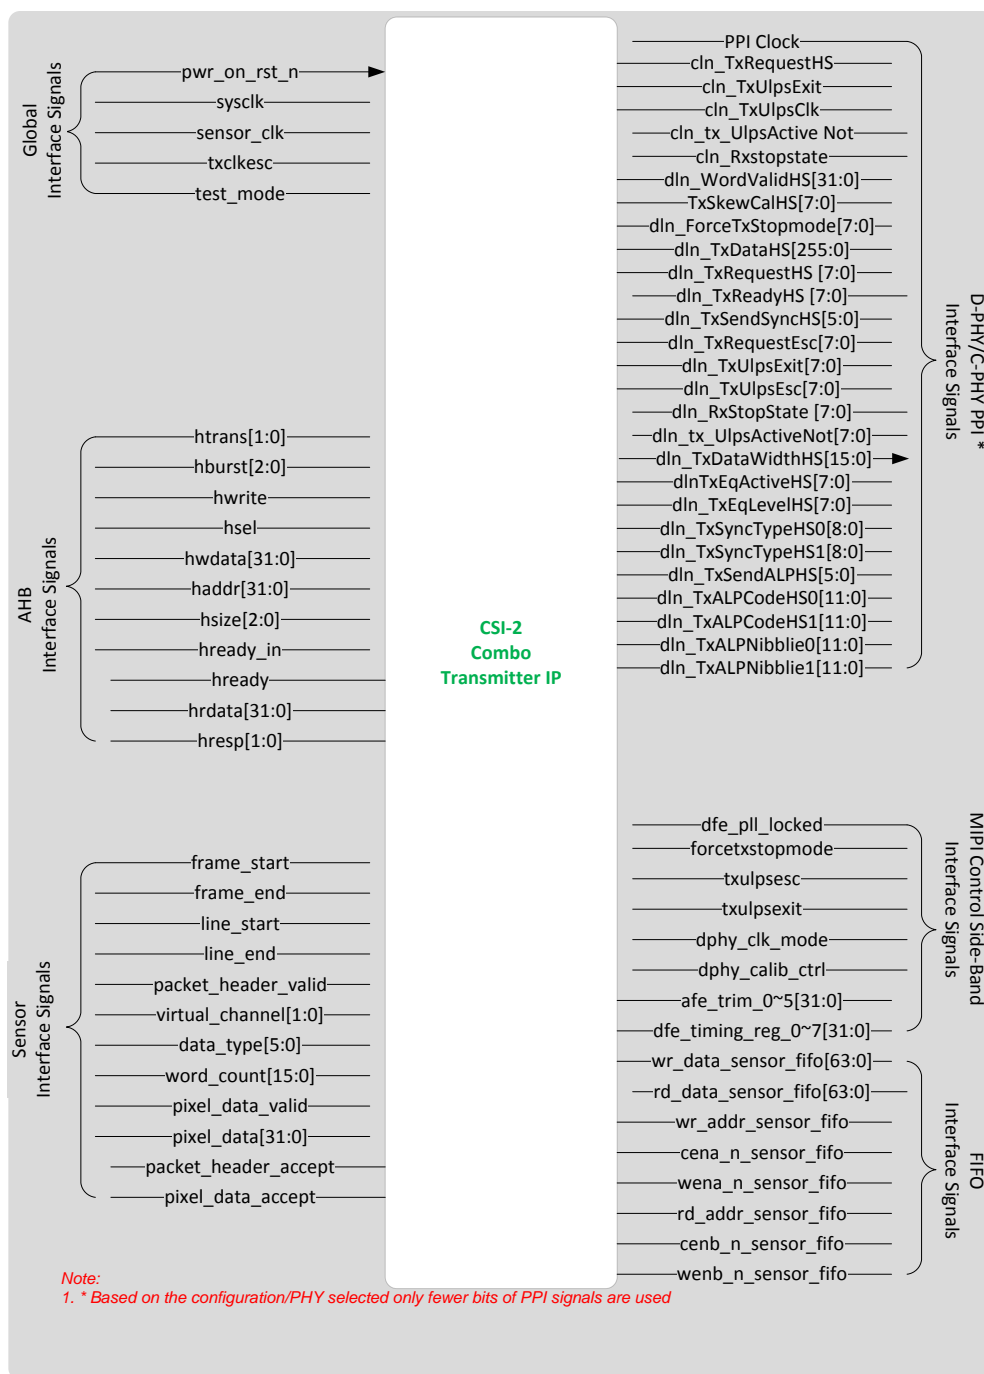 Global
Interface Signals
pwr_on_rst_n
sysclk
sensor_clk
txclkesc
test_mode
AHB
Interface Signals
htrans[1:0]
hburst[2:0]
hwrite
hsel
hwdata[31:0]
haddr[31:0]
hsize[2:0]
hready_in
hready
hrdata[31:0]
hresp[1:0]
Sensor
Interface Signals
frame_start
frame_end
line_start
line_end
packet_header_valid
virtual_channel[1:0]
data_type[5:0]
word_count[15:0]
pixel_data_valid
pixel_data[31:0]
packet_header_accept
pixel_data_accept
CSI-2
Combo
Transmitter IP
PPI Clock
cln_TxRequestHS
cln_TxUlpsExit
cln_TxUlpsClk
cln_tx_UlpsActive Not
cln_Rxstopstate
dln_WordValidHS[31:0]
TxSkewCalHS[7:0]
dln_ForceTxStopmode[7:0]
dln_TxDataHS[255:0]
dln_TxRequestHS [7:0]
dln_TxReadyHS [7:0]
dln_TxSendSyncHS[5:0]
dln_TxRequestEsc[7:0]
dln_TxUlpsExit[7:0]
dln_TxUlpsEsc[7:0]
dln_RxStopState [7:0]
dln_tx_UlpsActiveNot[7:0]
dln_TxDataWidthHS[15:0]
dlnTxEqActiveHS[7:0]
dln_TxEqLevelHS[7:0]
dln_TxSyncTypeHS0[8:0]
dln_TxSyncTypeHS1[8:0]
dln_TxSendALPHS[5:0]
dln_TxALPCodeHS0[11:0]
dln_TxALPCodeHS1[11:0]
dln_TxALPNibblie0[11:0]
dln_TxALPNibblie1[11:0]
D-PHY/C-PHY PPI *
Interface Signals
dfe_pll_locked
forcetxstopmode
txulpsesc
txulpsexit
dphy_clk_mode
dphy_calib_ctrl
afe_trim_0~5[31:0]
dfe_timing_reg_0~7[31:0]
MIPI Control Side-Band
Interface Signals
wr_data_sensor_fifo[63:0]
rd_data_sensor_fifo[63:0]
wr_addr_sensor_fifo
cena_n_sensor_fifo
wena_n_sensor_fifo
rd_addr_sensor_fifo
cenb_n_sensor_fifo
wenb_n_sensor_fifo
FIFO
Interface Signals
Note:
1. * Based on the configuration/PHY selected only fewer bits of PPI signals are used